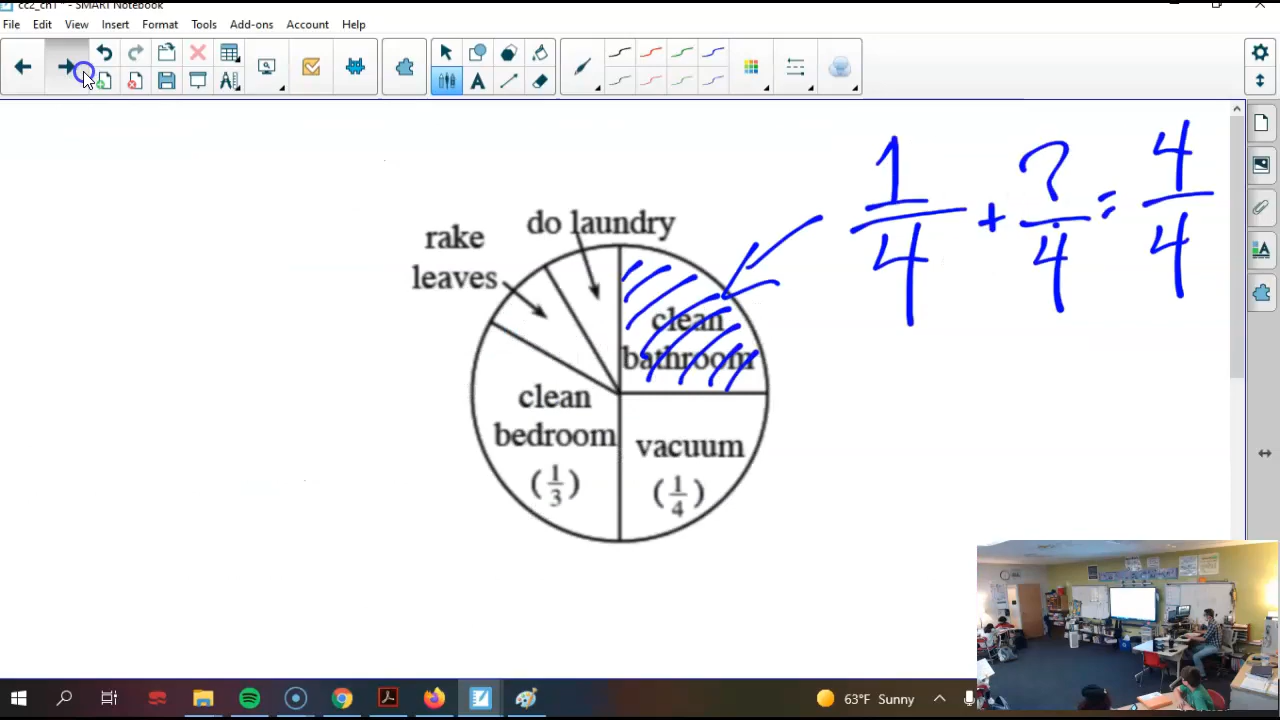 cc2_ch1 * - SMART Notebook
File Edit View Insert Format Tools Add-ons Account Help
1/4 + ?/4 = 4/4
do laundry
rake
leaves
clean
bathroom
clean
bedroom
(1/3)
vacuum
(1/4)
63°F Sunny